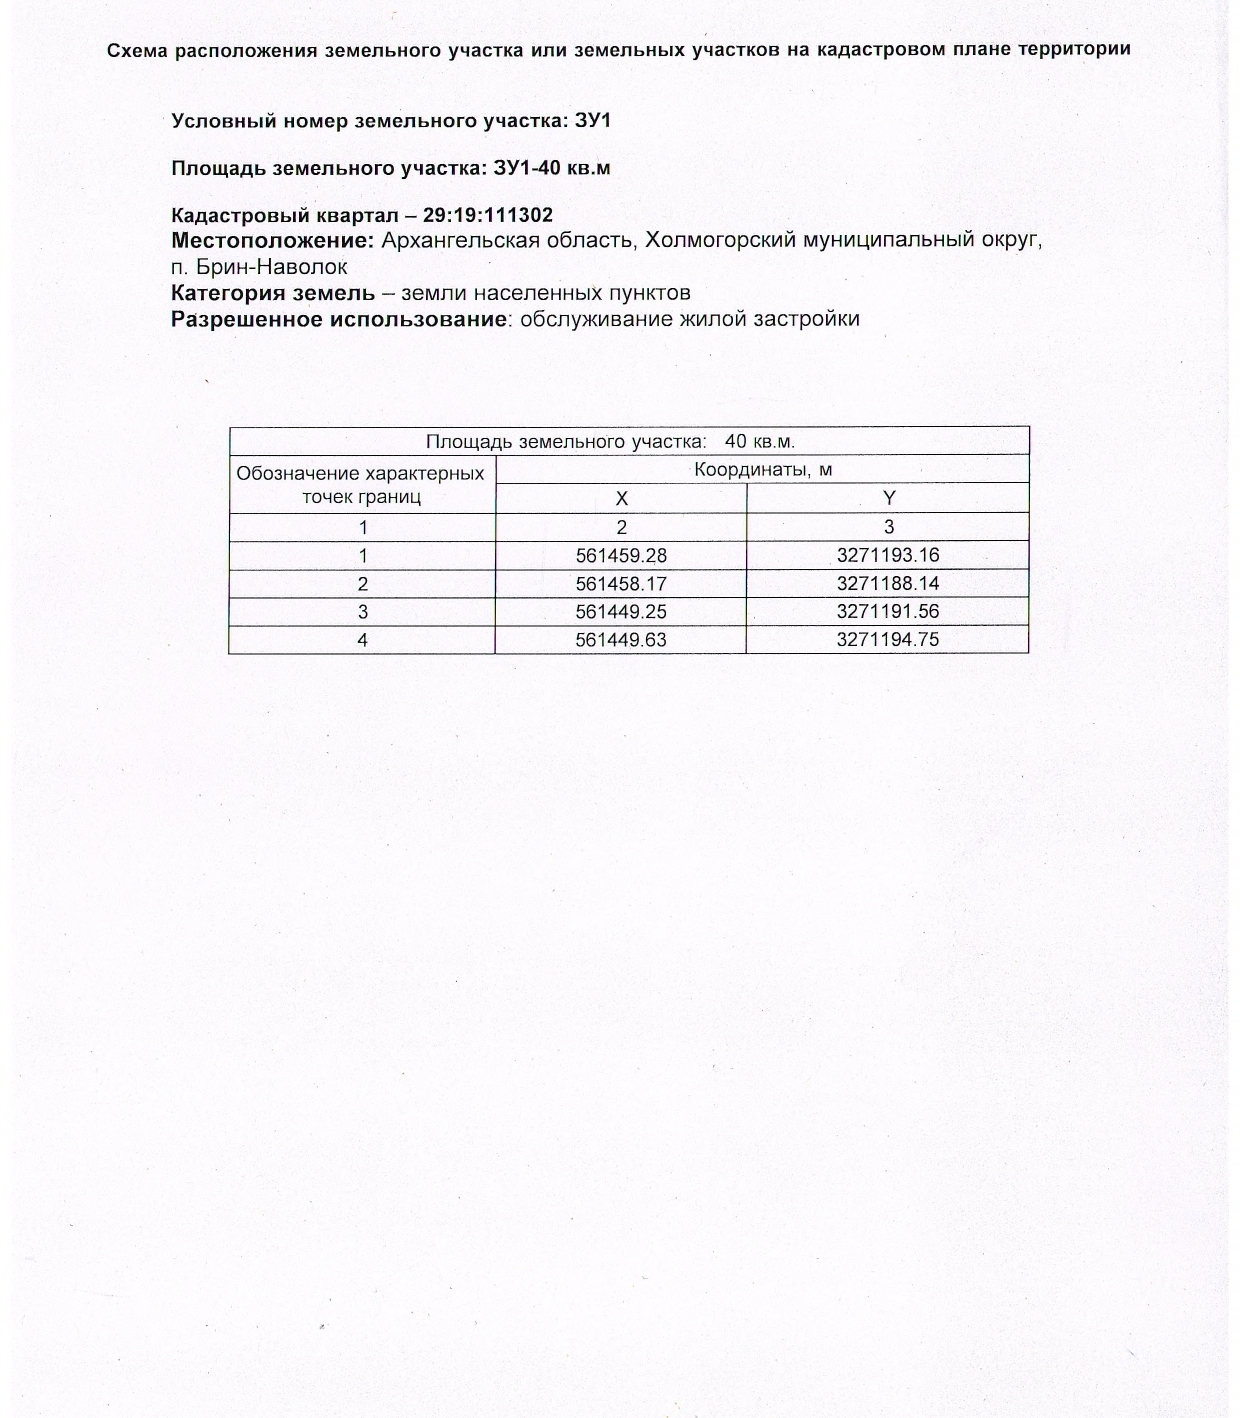 Схема расположения земельного участка или земельных участков на кадастровом плане территории
Условный номер земельного участка: ЗУ1
Площадь земельного участка: ЗУ1-40 кв.м
Кадастровый квартал – 29:19:111302
Местоположение: Архангельская область, Холмогорский муниципальный округ,
п. Брин-Наволок
Категория земель – земли населенных пунктов
Разрешенное использование: обслуживание жилой застройки
Площадь земельного участка: 40 кв.м.
Обозначение характерных
точек границ
Координаты, м
X Y
1 2 3
1 561459.28 3271193.16
2 561458.17 3271188.14
3 561449.25 3271191.56
4 561449.63 3271194.75